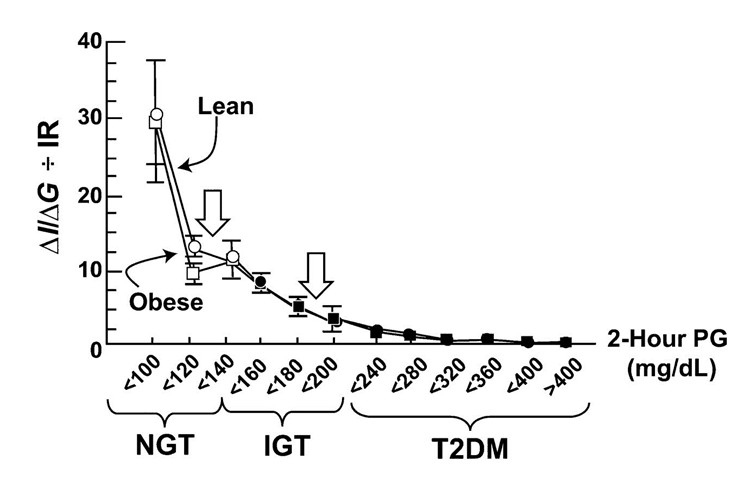 40
30
20
10
0
ΔI/ΔG ÷ IR
Lean
Obese
<100
<120
<140
<160
<180
<200
<240
<280
<320
<360
<400
>400
2-Hour PG
(mg/dL)
NGT
IGT
T2DM